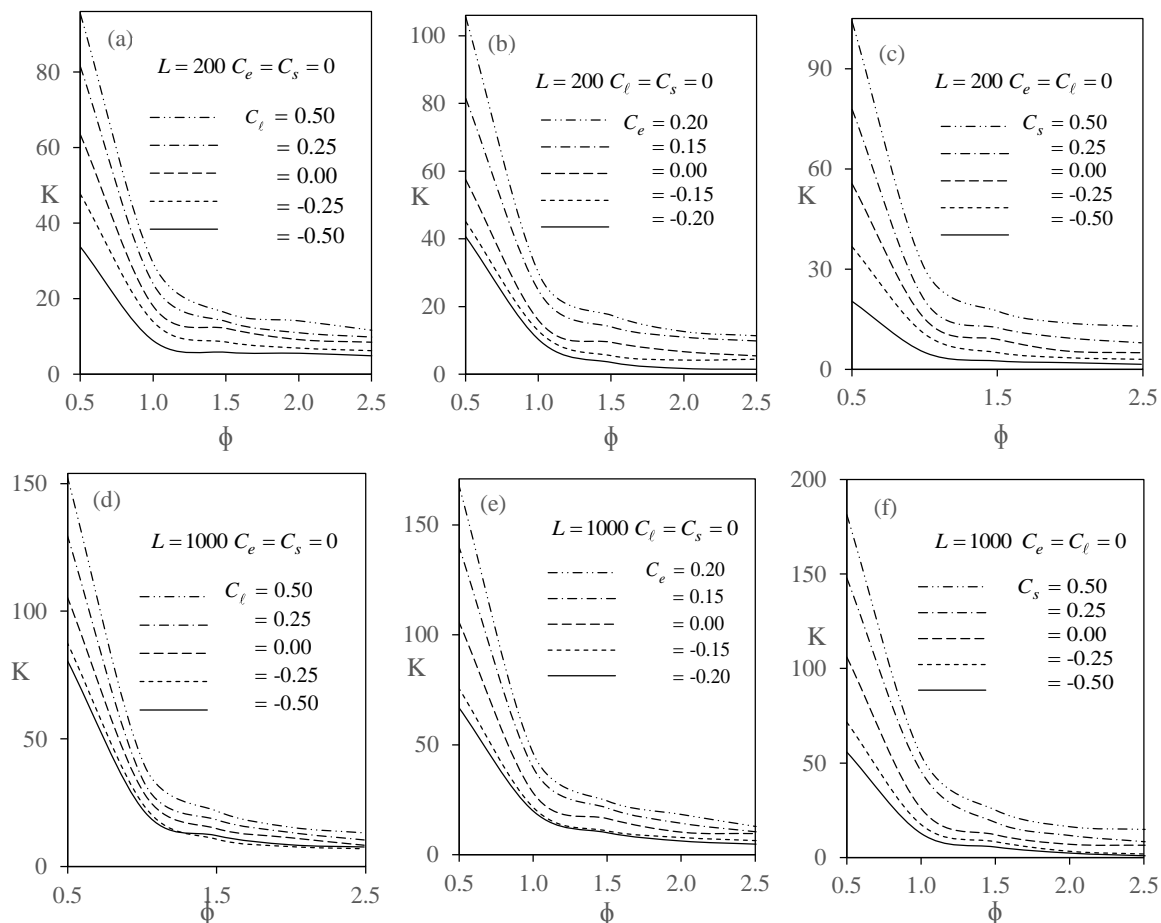 (a)
L = 200 C_e = C_s = 0
C_ℓ = 0.50
= 0.25
= 0.00
= -0.25
= -0.50
K
80
60
40
20
0
0.5 1.0 1.5 2.0 2.5
ϕ
(b)
L = 200 C_ℓ = C_s = 0
C_e = 0.20
= 0.15
= 0.00
= -0.15
= -0.20
K
100
80
60
40
20
0
0.5 1.0 1.5 2.0 2.5
ϕ
(c)
L = 200 C_e = C_ℓ = 0
C_s = 0.50
= 0.25
= 0.00
= -0.25
= -0.50
K
90
60
30
0
0.5 1.5 2.5
ϕ
(d)
L = 1000 C_e = C_s = 0
C_ℓ = 0.50
= 0.25
= 0.00
= -0.25
= -0.50
K
150
100
50
0
0.5 1.5 2.5
ϕ
(e)
L = 1000 C_ℓ = C_s = 0
C_e = 0.20
= 0.15
= 0.00
= -0.15
= -0.20
K
150
100
50
0
0.5 1.0 1.5 2.0 2.5
ϕ
(f)
L = 1000 C_e = C_ℓ = 0
C_s = 0.50
= 0.25
= 0.00
= -0.25
= -0.50
K
200
150
100
50
0
0.5 1.0 1.5 2.0 2.5
ϕ